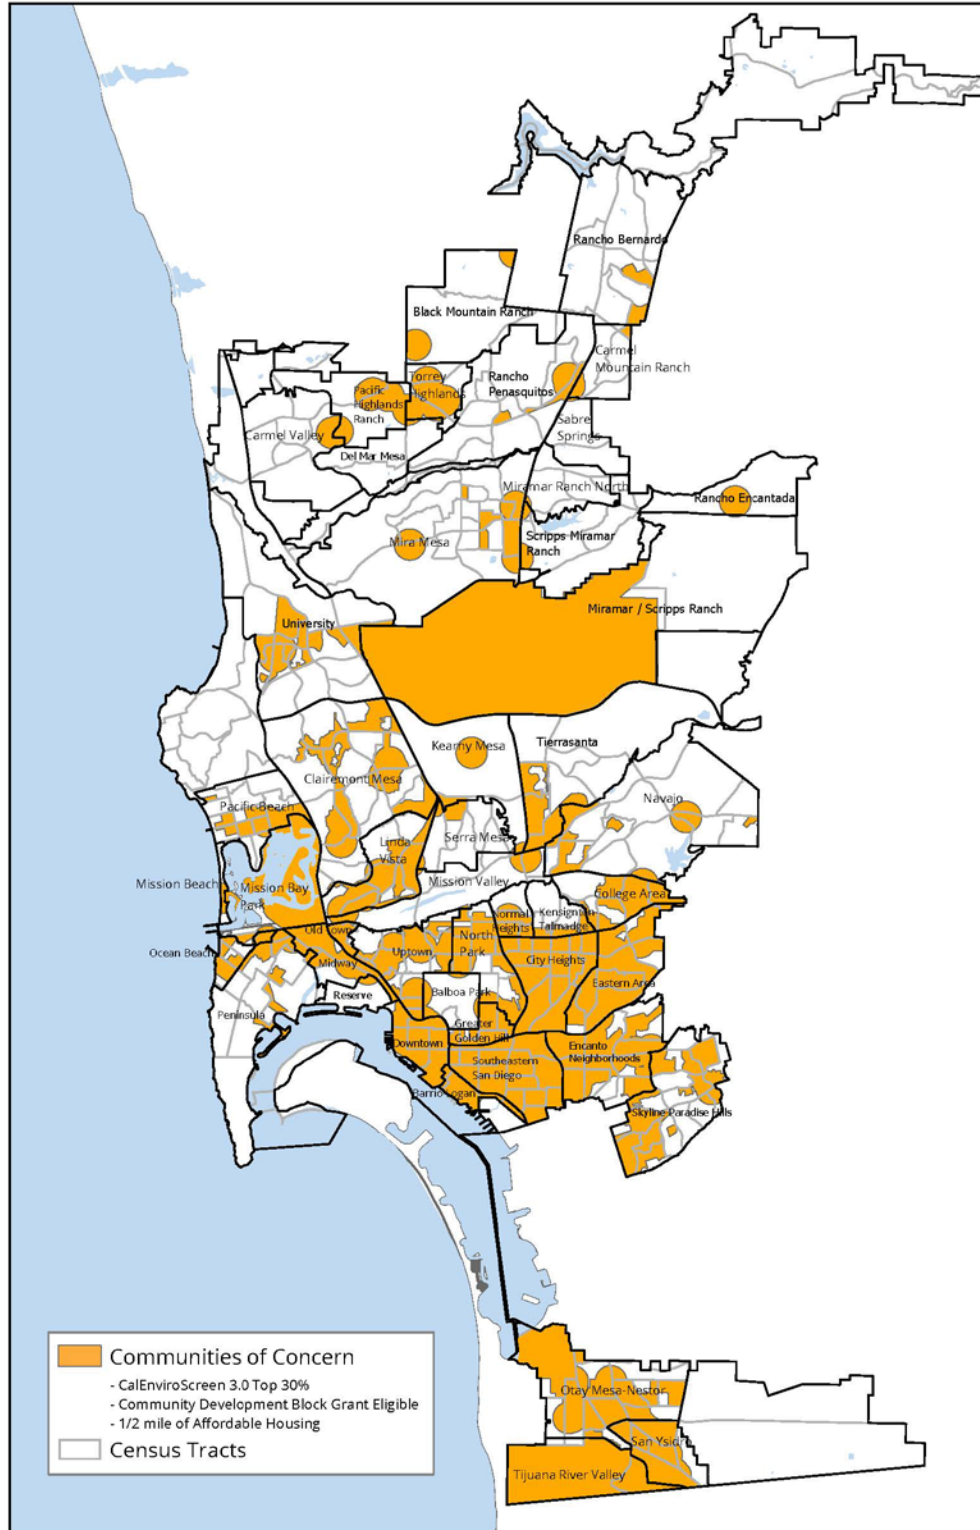 Rancho Bernardo
Black Mountain Ranch
Carmel
Mountain Ranch
Torrey
Highlands
Rancho
Penasquitos
Pacific
Highlands
Ranch
Sabre
Springs
Carmel Valley
Del Mar Mesa
Miramar Ranch North
Rancho Encantada
Mira Mesa
Scripps Miramar
Ranch
Miramar / Scripps Ranch
University
Kearny Mesa
Tierrasanta
Clairemont Mesa
Navajo
Pacific Beach
Linda
Vista
Serra Mesa
Mission Valley
Mission Beach
Mission Bay
Park
College Area
Normal
Heights
Kensignton
Talmadge
Old Town
Ocean Beach
Midway
Uptown
North
Park
City Heights
Eastern Area
Reserve
Balboa Park
Peninsula
Greater
Golden Hill
Downtown
Encanto
Neighborhoods
Southeastern
San Diego
Barrio Logan
Skyline-Paradise Hills
Communities of Concern
- CalEnviroScreen 3.0 Top 30%
- Community Development Block Grant Eligible
- 1/2 mile of Affordable Housing
Census Tracts
Otay Mesa-Nestor
San Ysidro
Tijuana River Valley